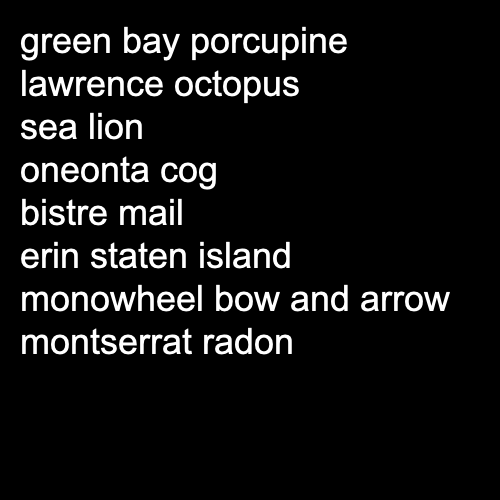 green bay porcupine
lawrence octopus
sea lion
oneonta cog
bistre mail
erin staten island
monowheel bow and arrow
montserrat radon